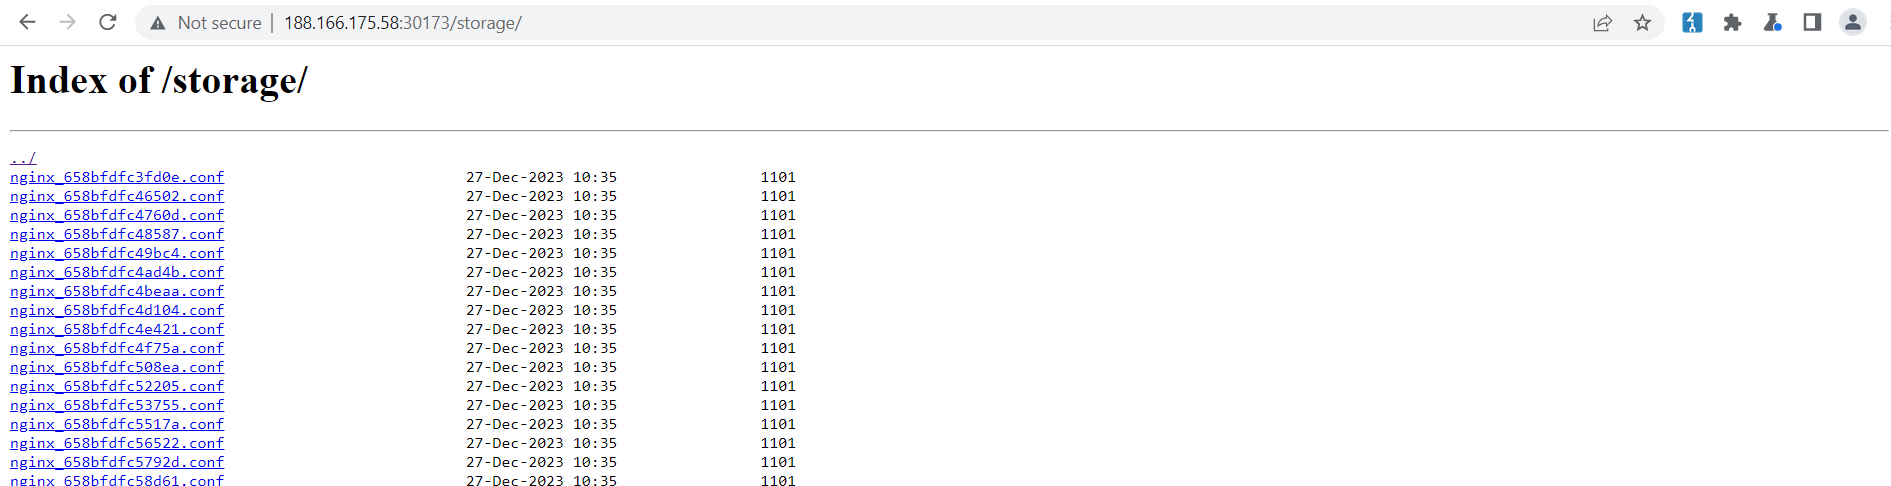 Not secure | 188.166.175.58:30173/storage/
Index of /storage/
../
nginx_658bfdfc3fd0e.conf 27-Dec-2023 10:35 1101
nginx_658bfdfc46502.conf 27-Dec-2023 10:35 1101
nginx_658bfdfc4760d.conf 27-Dec-2023 10:35 1101
nginx_658bfdfc48587.conf 27-Dec-2023 10:35 1101
nginx_658bfdfc49bc4.conf 27-Dec-2023 10:35 1101
nginx_658bfdfc4ad4b.conf 27-Dec-2023 10:35 1101
nginx_658bfdfc4beaa.conf 27-Dec-2023 10:35 1101
nginx_658bfdfc4d104.conf 27-Dec-2023 10:35 1101
nginx_658bfdfc4e421.conf 27-Dec-2023 10:35 1101
nginx_658bfdfc4f75a.conf 27-Dec-2023 10:35 1101
nginx_658bfdfc508ea.conf 27-Dec-2023 10:35 1101
nginx_658bfdfc52205.conf 27-Dec-2023 10:35 1101
nginx_658bfdfc53755.conf 27-Dec-2023 10:35 1101
nginx_658bfdfc5517a.conf 27-Dec-2023 10:35 1101
nginx_658bfdfc56522.conf 27-Dec-2023 10:35 1101
nginx_658bfdfc5792d.conf 27-Dec-2023 10:35 1101
nginx_658bfdfc58d61.conf 27-Dec-2023 10:35 1101